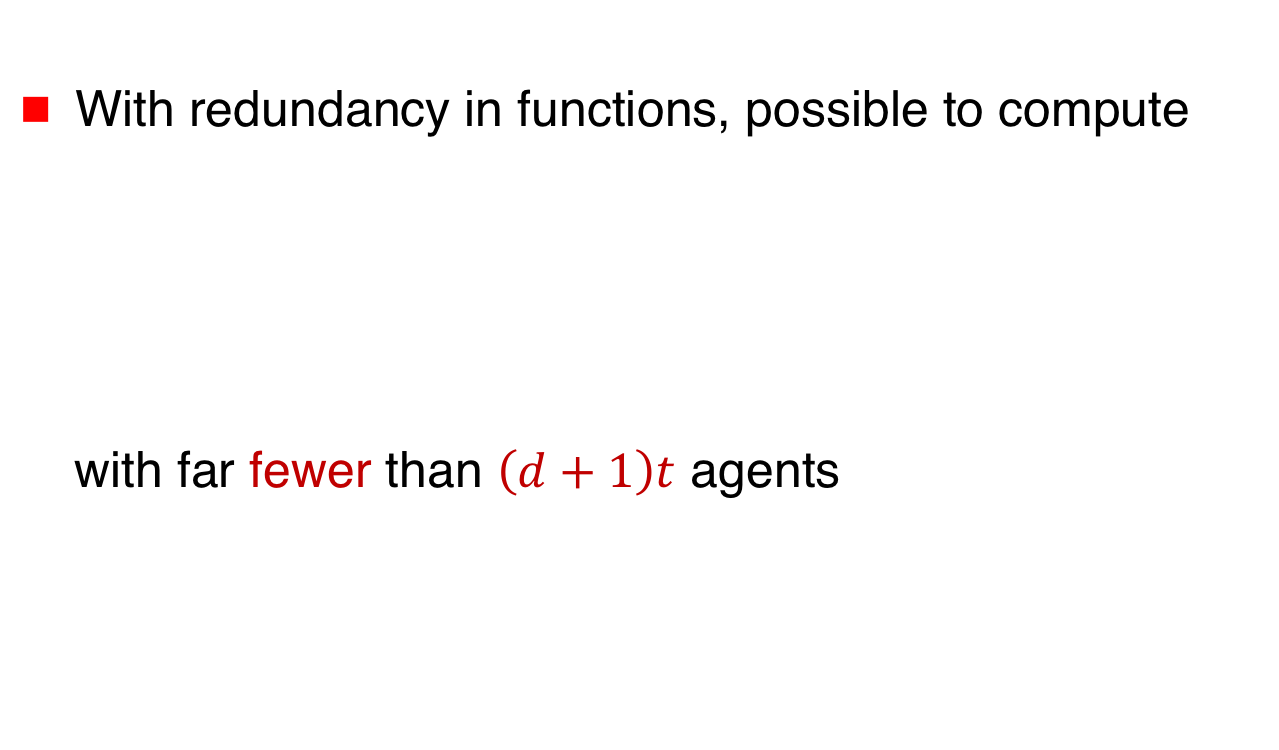 With redundancy in functions, possible to compute
with far fewer than (d + 1)t agents